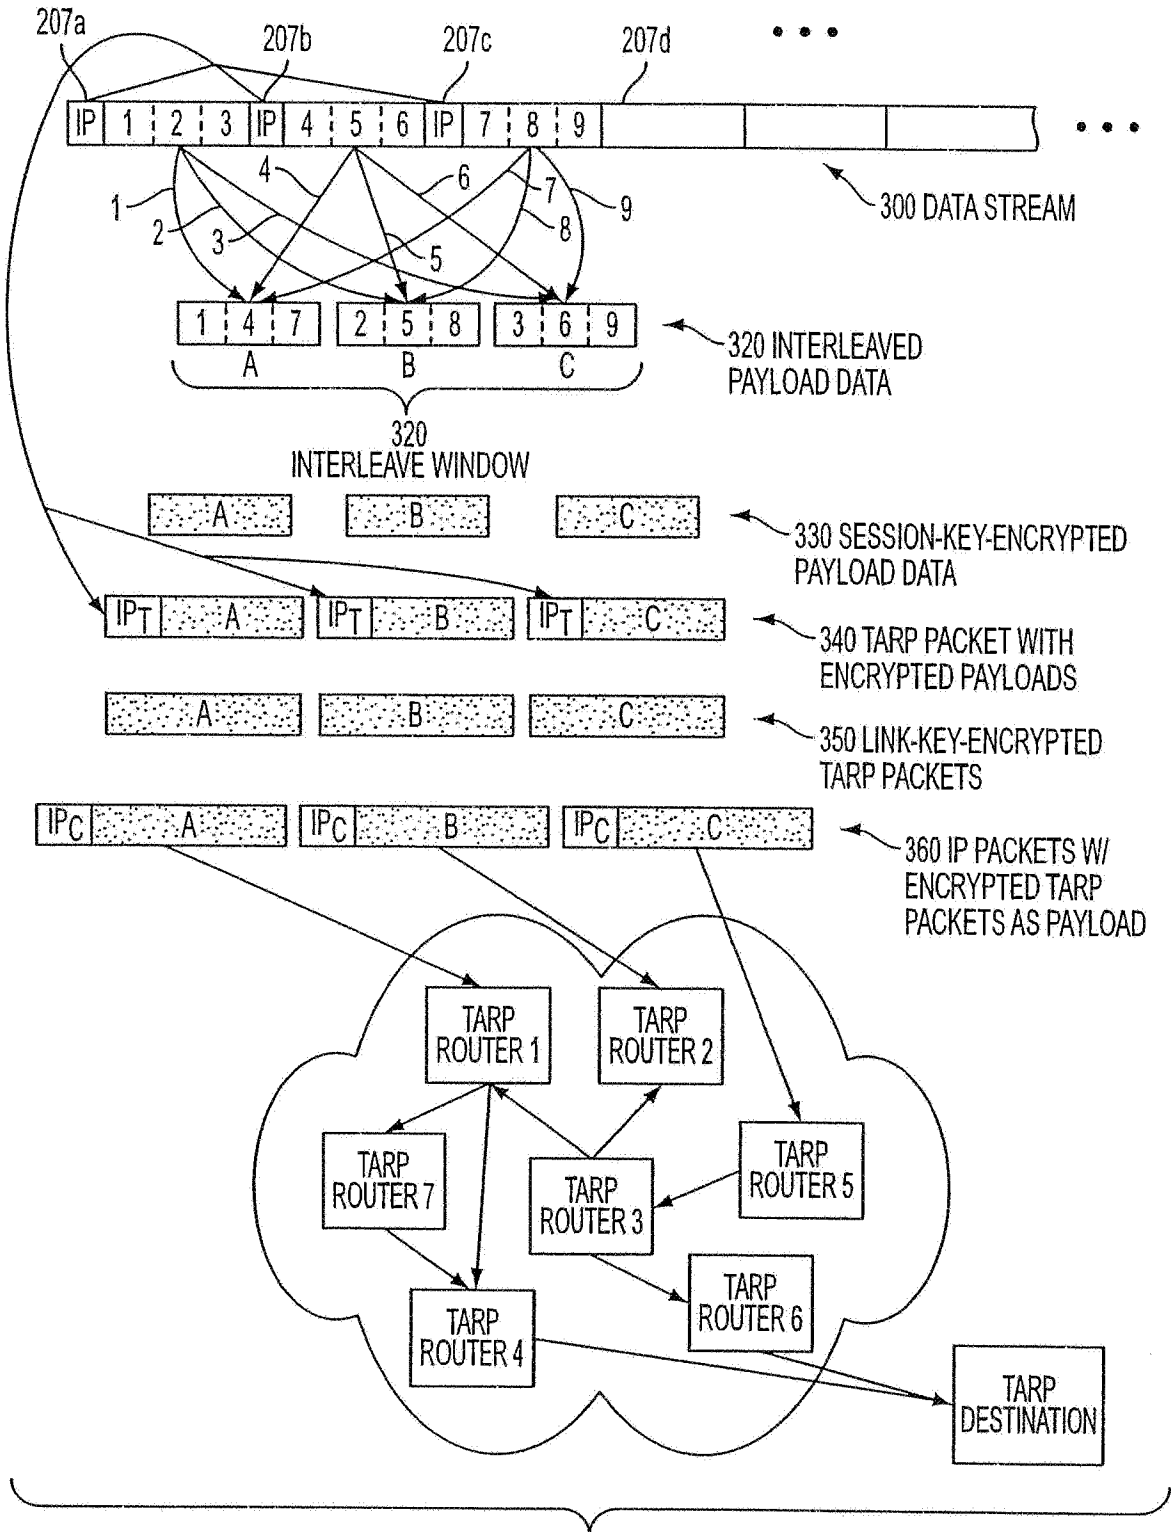 207a
207b
207c
207d
IP 1 2 3 IP 4 5 6 IP 7 8 9
300 DATA STREAM
1 2 3 4 5 6 7 8 9
1 4 7
2 5 8
3 6 9
A B C
320 INTERLEAVED
PAYLOAD DATA
320
INTERLEAVE WINDOW
A B C
330 SESSION-KEY-ENCRYPTED
PAYLOAD DATA
IPT A IPT B IPT C
340 TARP PACKET WITH
ENCRYPTED PAYLOADS
A B C
350 LINK-KEY-ENCRYPTED
TARP PACKETS
IPC A IPC B IPC C
360 IP PACKETS W/
ENCRYPTED TARP
PACKETS AS PAYLOAD
TARP
ROUTER 1
TARP
ROUTER 2
TARP
ROUTER 7
TARP
ROUTER 3
TARP
ROUTER 5
TARP
ROUTER 4
TARP
ROUTER 6
TARP
DESTINATION